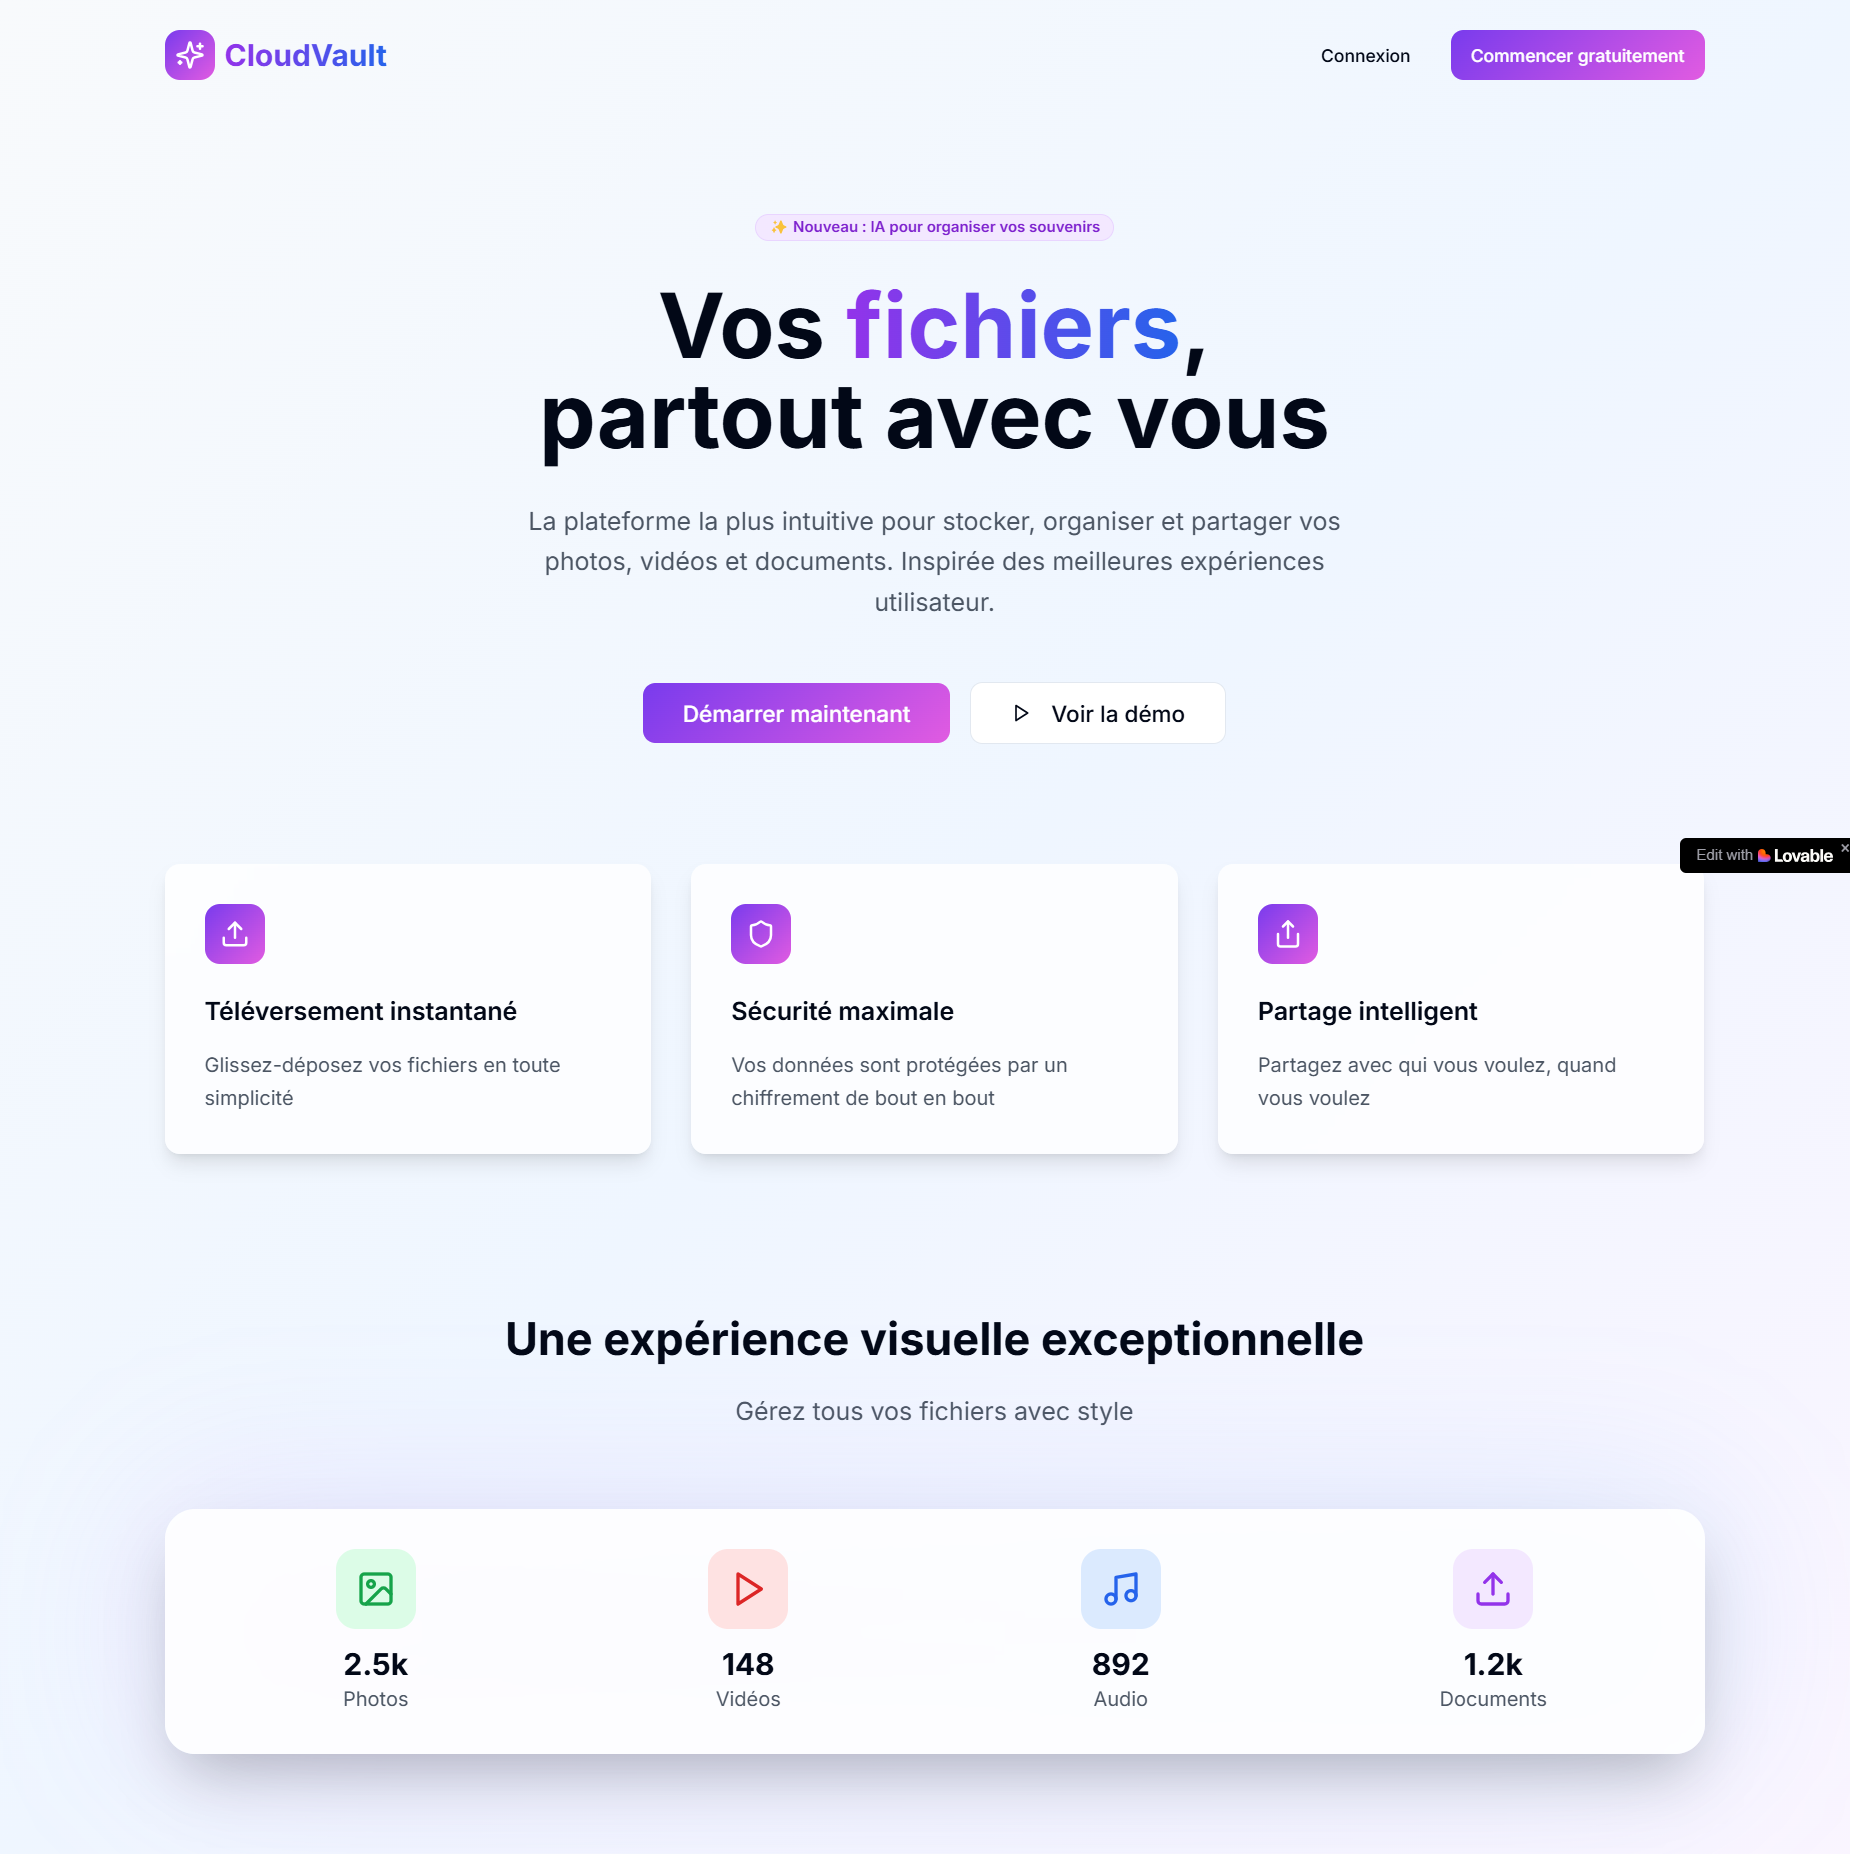 CloudVault
Connexion
Commencer gratuitement
✨ Nouveau : IA pour organiser vos souvenirs
Vos fichiers,
partout avec vous
La plateforme la plus intuitive pour stocker, organiser et partager vos
photos, vidéos et documents. Inspirée des meilleures expériences
utilisateur.
Démarrer maintenant
Voir la démo
Edit with Lovable ×
Téléversement instantané
Glissez-déposez vos fichiers en toute
simplicité
Sécurité maximale
Vos données sont protégées par un
chiffrement de bout en bout
Partage intelligent
Partagez avec qui vous voulez, quand
vous voulez
Une expérience visuelle exceptionnelle
Gérez tous vos fichiers avec style
2.5k
Photos
148
Vidéos
892
Audio
1.2k
Documents